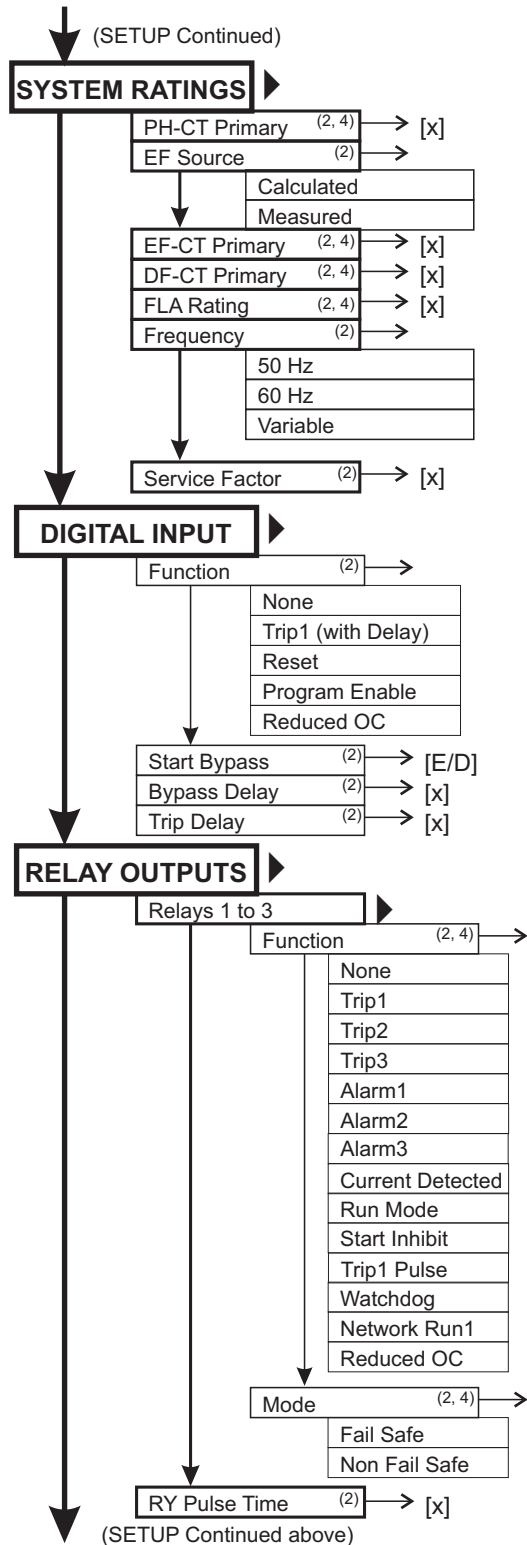 (SETUP Continued)
SYSTEM RATINGS
PH-CT Primary (2, 4) [x]
EF Source (2)
Calculated
Measured
EF-CT Primary (2, 4) [x]
DF-CT Primary (2, 4) [x]
FLA Rating (2, 4) [x]
Frequency (2)
50 Hz
60 Hz
Variable
Service Factor (2) [x]
DIGITAL INPUT
Function (2)
None
Trip1 (with Delay)
Reset
Program Enable
Reduced OC
Start Bypass (2) [E/D]
Bypass Delay (2) [x]
Trip Delay (2) [x]
RELAY OUTPUTS
Relays 1 to 3
Function (2, 4)
None
Trip1
Trip2
Trip3
Alarm1
Alarm2
Alarm3
Current Detected
Run Mode
Start Inhibit
Trip1 Pulse
Watchdog
Network Run1
Reduced OC
Mode (2, 4)
Fail Safe
Non Fail Safe
RY Pulse Time (2) [x]
(SETUP Continued above)